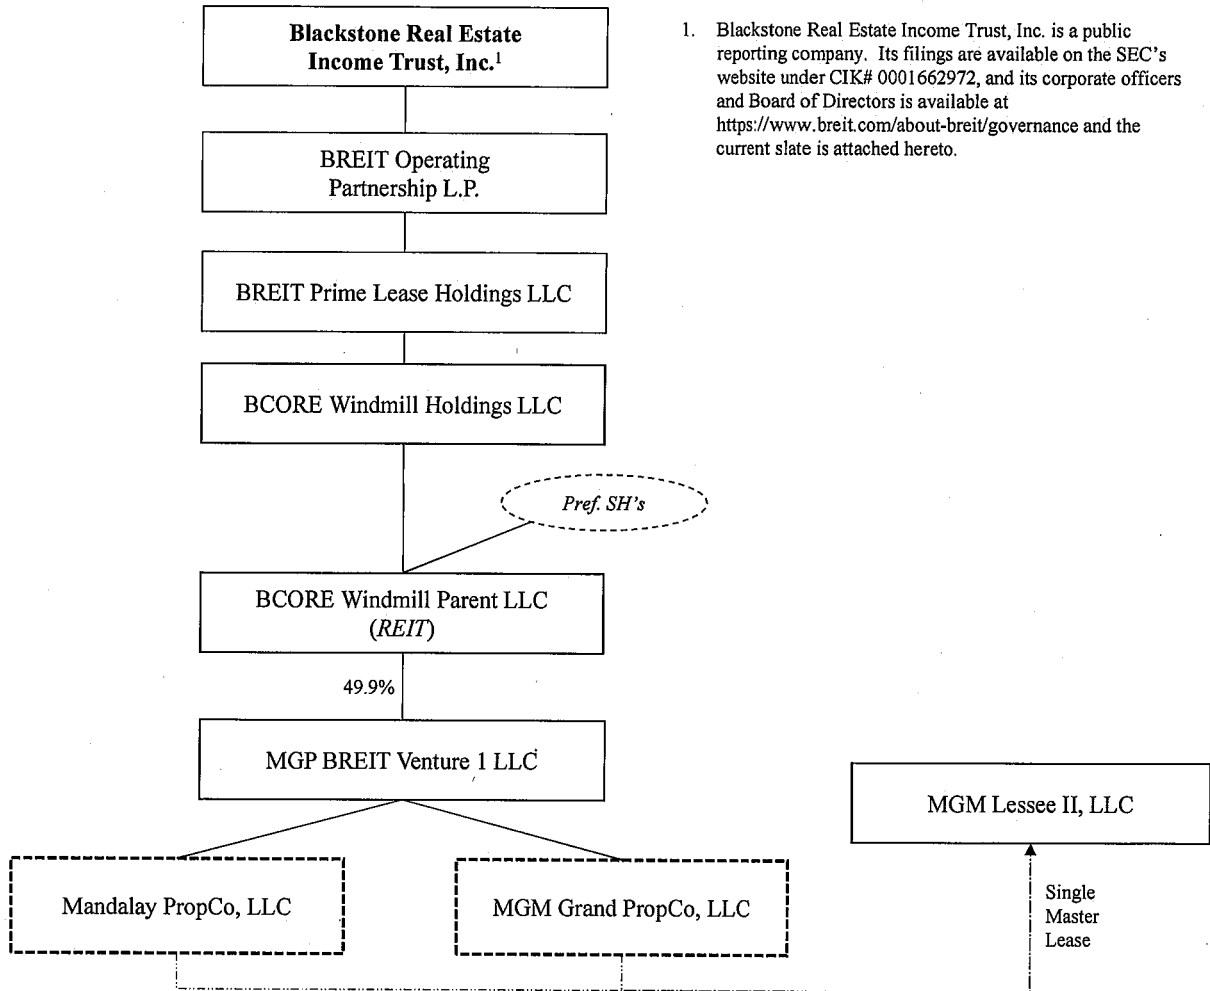 Blackstone Real Estate
Income Trust, Inc.¹
1. Blackstone Real Estate Income Trust, Inc. is a public
reporting company. Its filings are available on the SEC's
website under CIK# 0001662972, and its corporate officers
and Board of Directors is available at
https://www.breit.com/about-breit/governance and the
current slate is attached hereto.
BREIT Operating
Partnership L.P.
BREIT Prime Lease Holdings LLC
BCORE Windmill Holdings LLC
Pref. SH's
BCORE Windmill Parent LLC
(REIT)
49.9%
MGP BREIT Venture 1 LLC
MGM Lessee II, LLC
Mandalay PropCo, LLC
MGM Grand PropCo, LLC
Single
Master
Lease